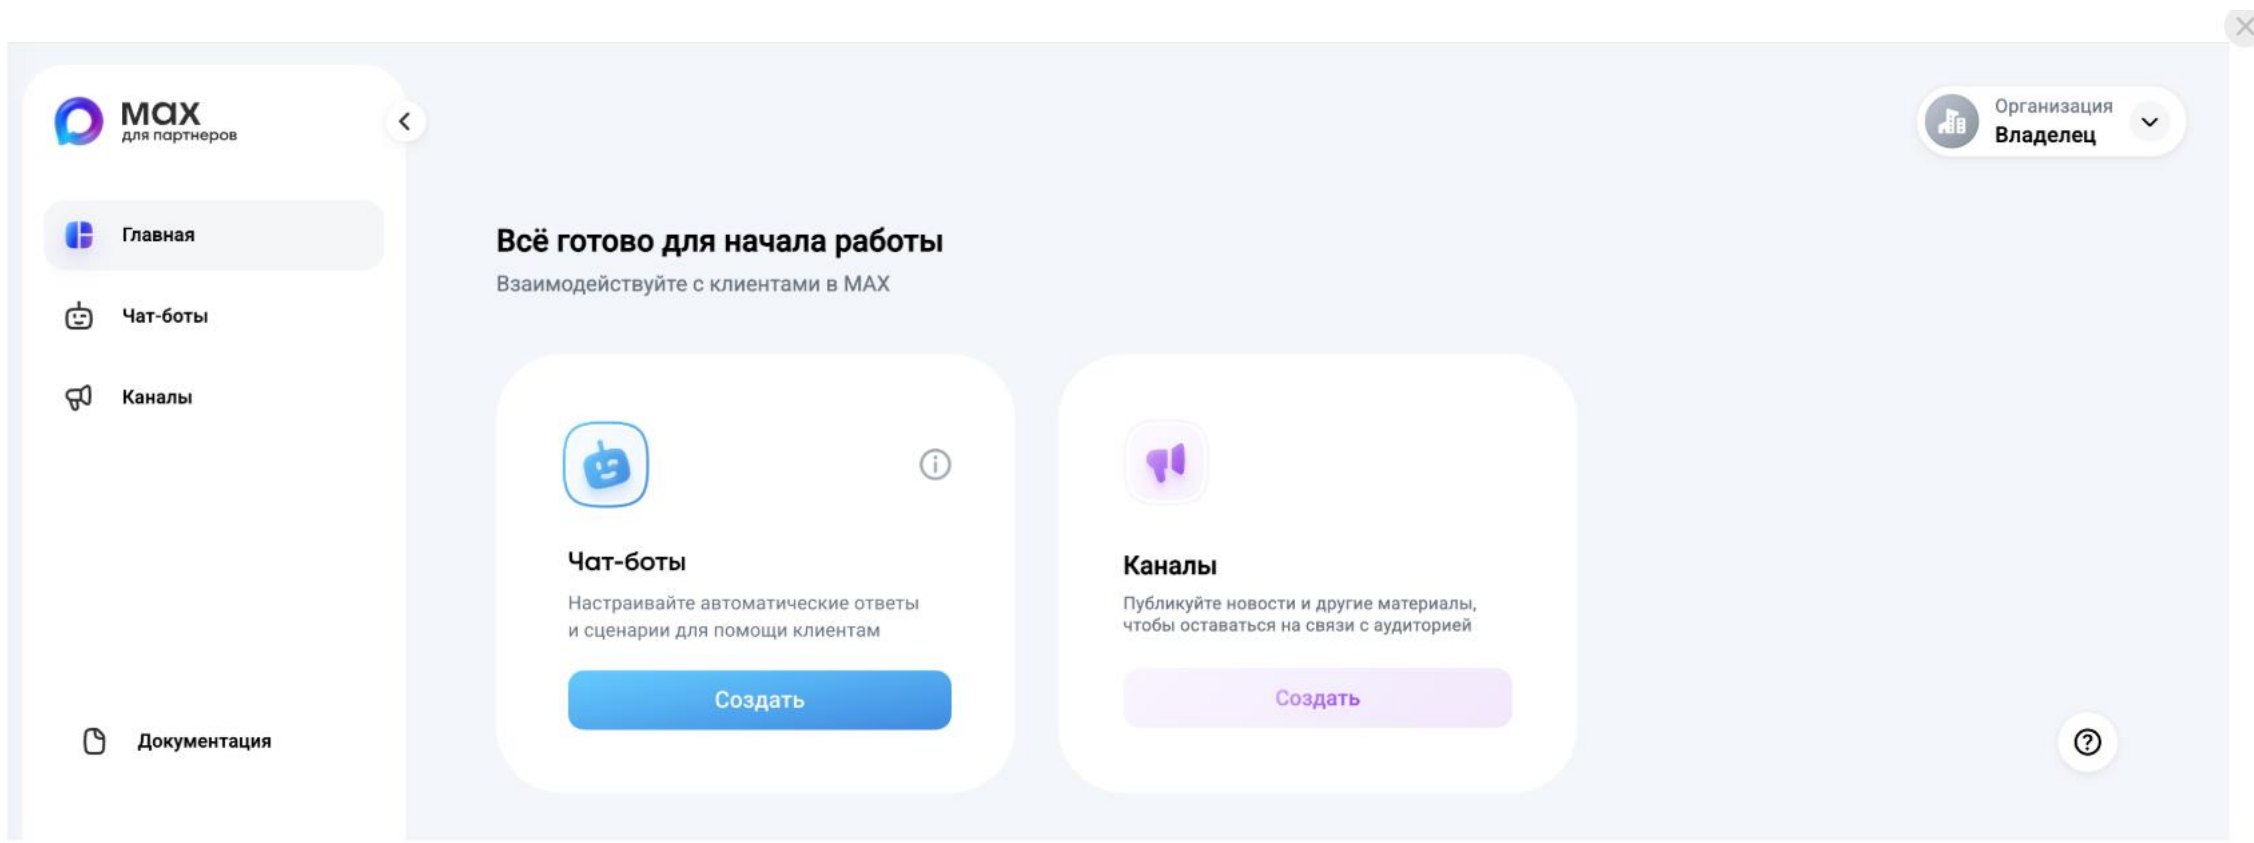 мах
для партнеров
Организация
Владелец
Главная
Чат-боты
Каналы
Документация
Всё готово для начала работы
Взаимодействуйте с клиентами в MAX
Чат-боты
Настраивайте автоматические ответы
и сценарии для помощи клиентам
Создать
Каналы
Публикуйте новости и другие материалы,
чтобы оставаться на связи с аудиторией
Создать